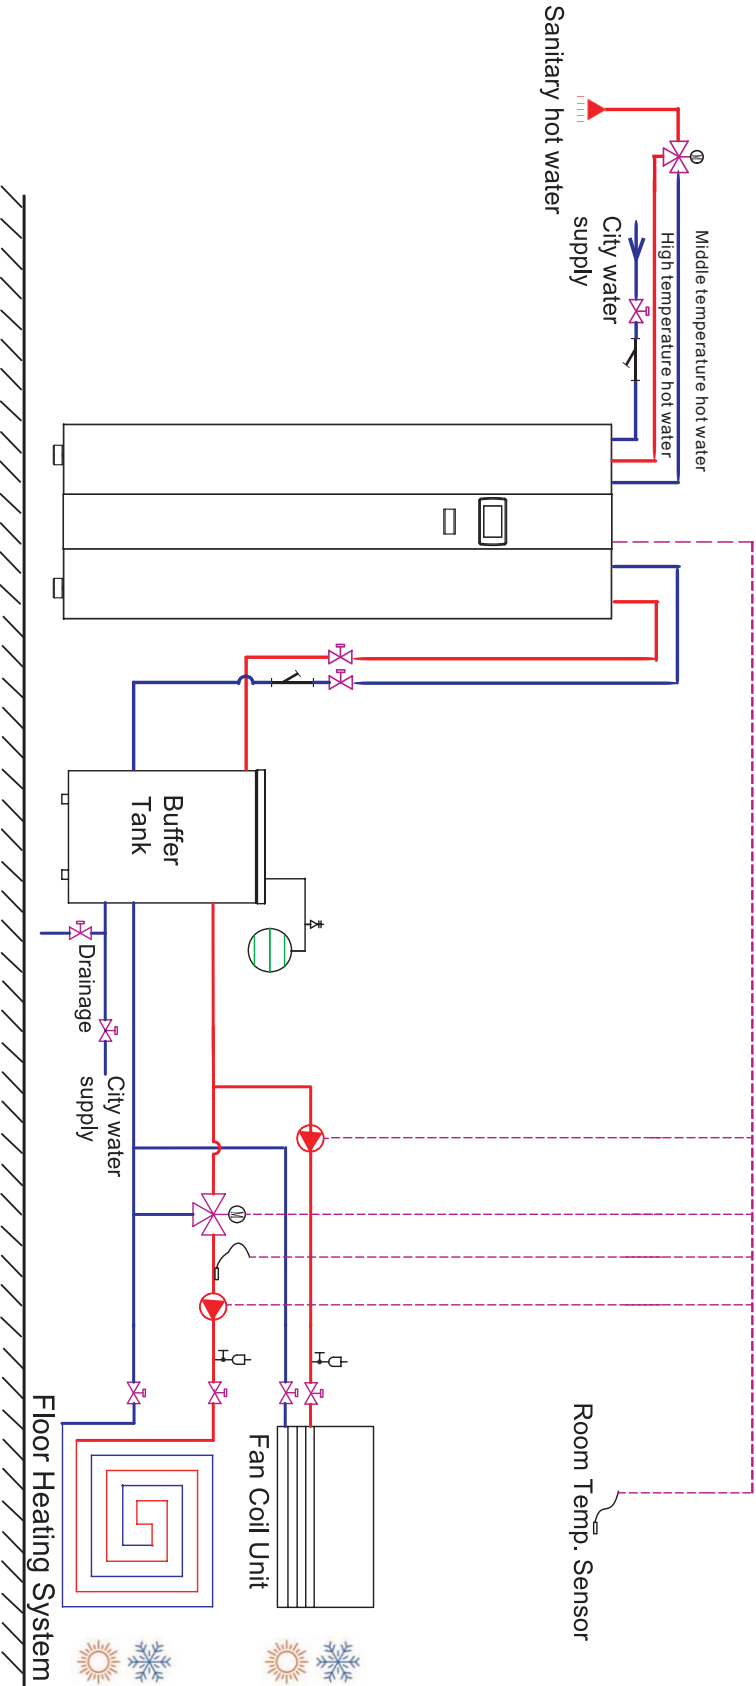 Sanitary hot water
City water
supply
High temperature hot water
Middle temperature hot water
Buffer
Tank
Drainage
City water
supply
Fan Coil Unit
Floor Heating System
Room Temp. Sensor
M
M